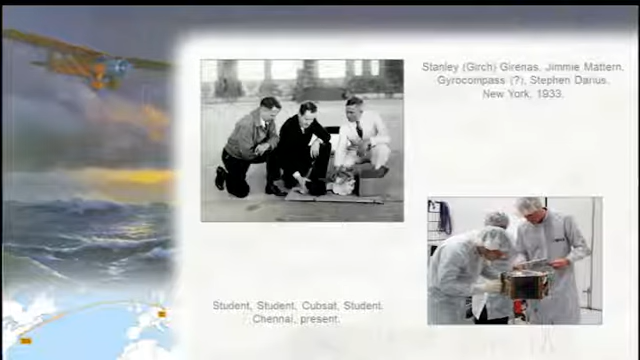 Stanley (Girch) Girenas, Jimmie Mattern,
Gyrocompass (?), Stephen Darius.
New York, 1933.
Student, Student, Cubsat, Student.
Chennai, present.